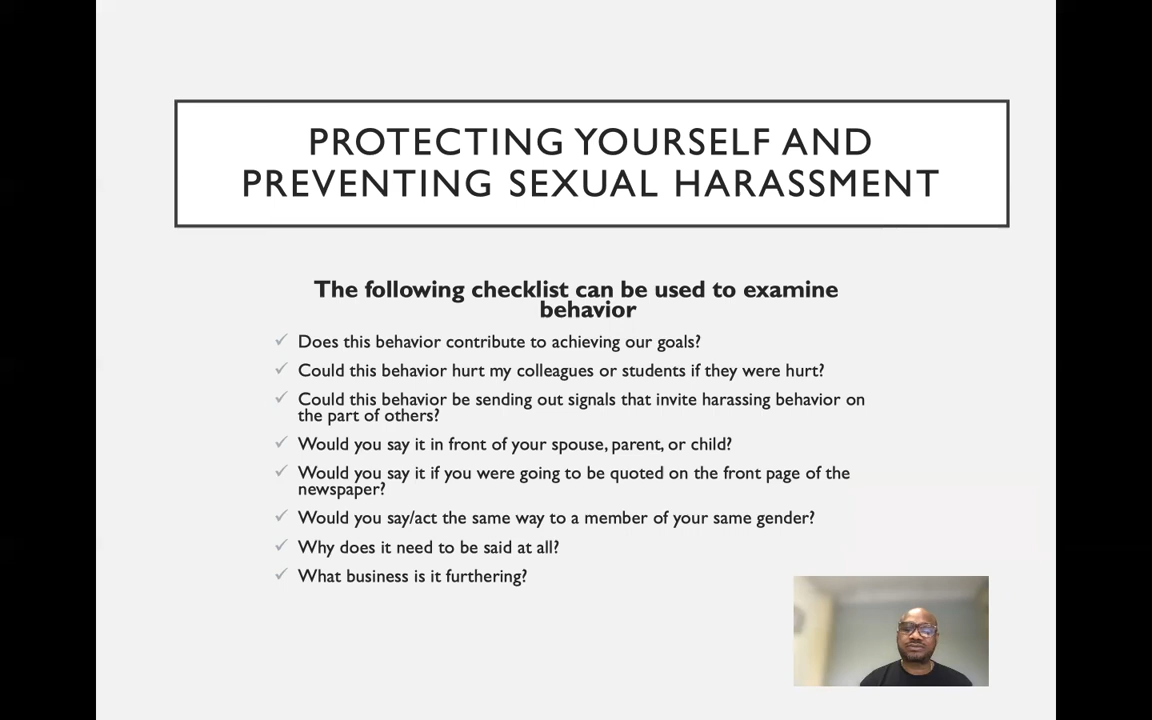 PROTECTING YOURSELF AND
PREVENTING SEXUAL HARASSMENT
The following checklist can be used to examine
behavior
✓ Does this behavior contribute to achieving our goals?
✓ Could this behavior hurt my colleagues or students if they were hurt?
✓ Could this behavior be sending out signals that invite harassing behavior on
the part of others?
✓ Would you say it in front of your spouse, parent, or child?
✓ Would you say it if you were going to be quoted on the front page of the
newspaper?
✓ Would you say/act the same way to a member of your same gender?
✓ Why does it need to be said at all?
✓ What business is it furthering?